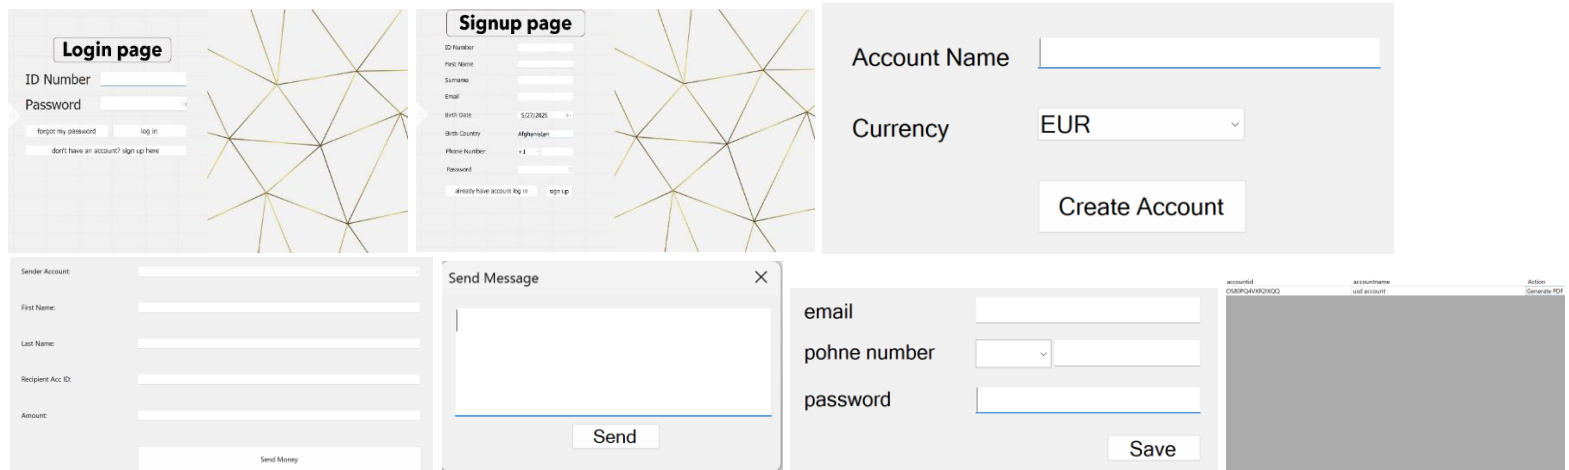 Login page
ID Number
Password
forgot my password
log in
don't have an account? sign up here
Signup page
ID Number
First Name
Surname
Email
Birth Date 5/27/2025
Birth Country Afghanistan
Phone Number: +1
Password
already have account log in
sign up
Account Name
Currency EUR
Create Account
Sender Account:
First Name:
Last Name:
Recipient Acc ID:
Amount:
Send Money
Send Message
Send
email
pohne number
password
Save
accountid accountname Action
usd account Generate PDF